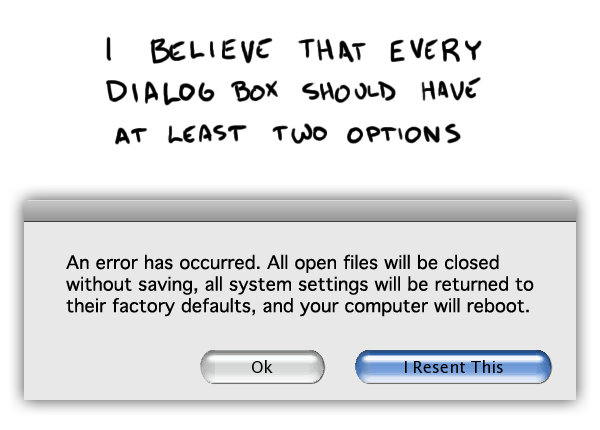 I BELIEVE THAT EVERY
DIALOG BOX SHOULD HAVE
AT LEAST TWO OPTIONS
An error has occurred. All open files will be closed
without saving, all system settings will be returned to
their factory defaults, and your computer will reboot.
Ok I Resent This